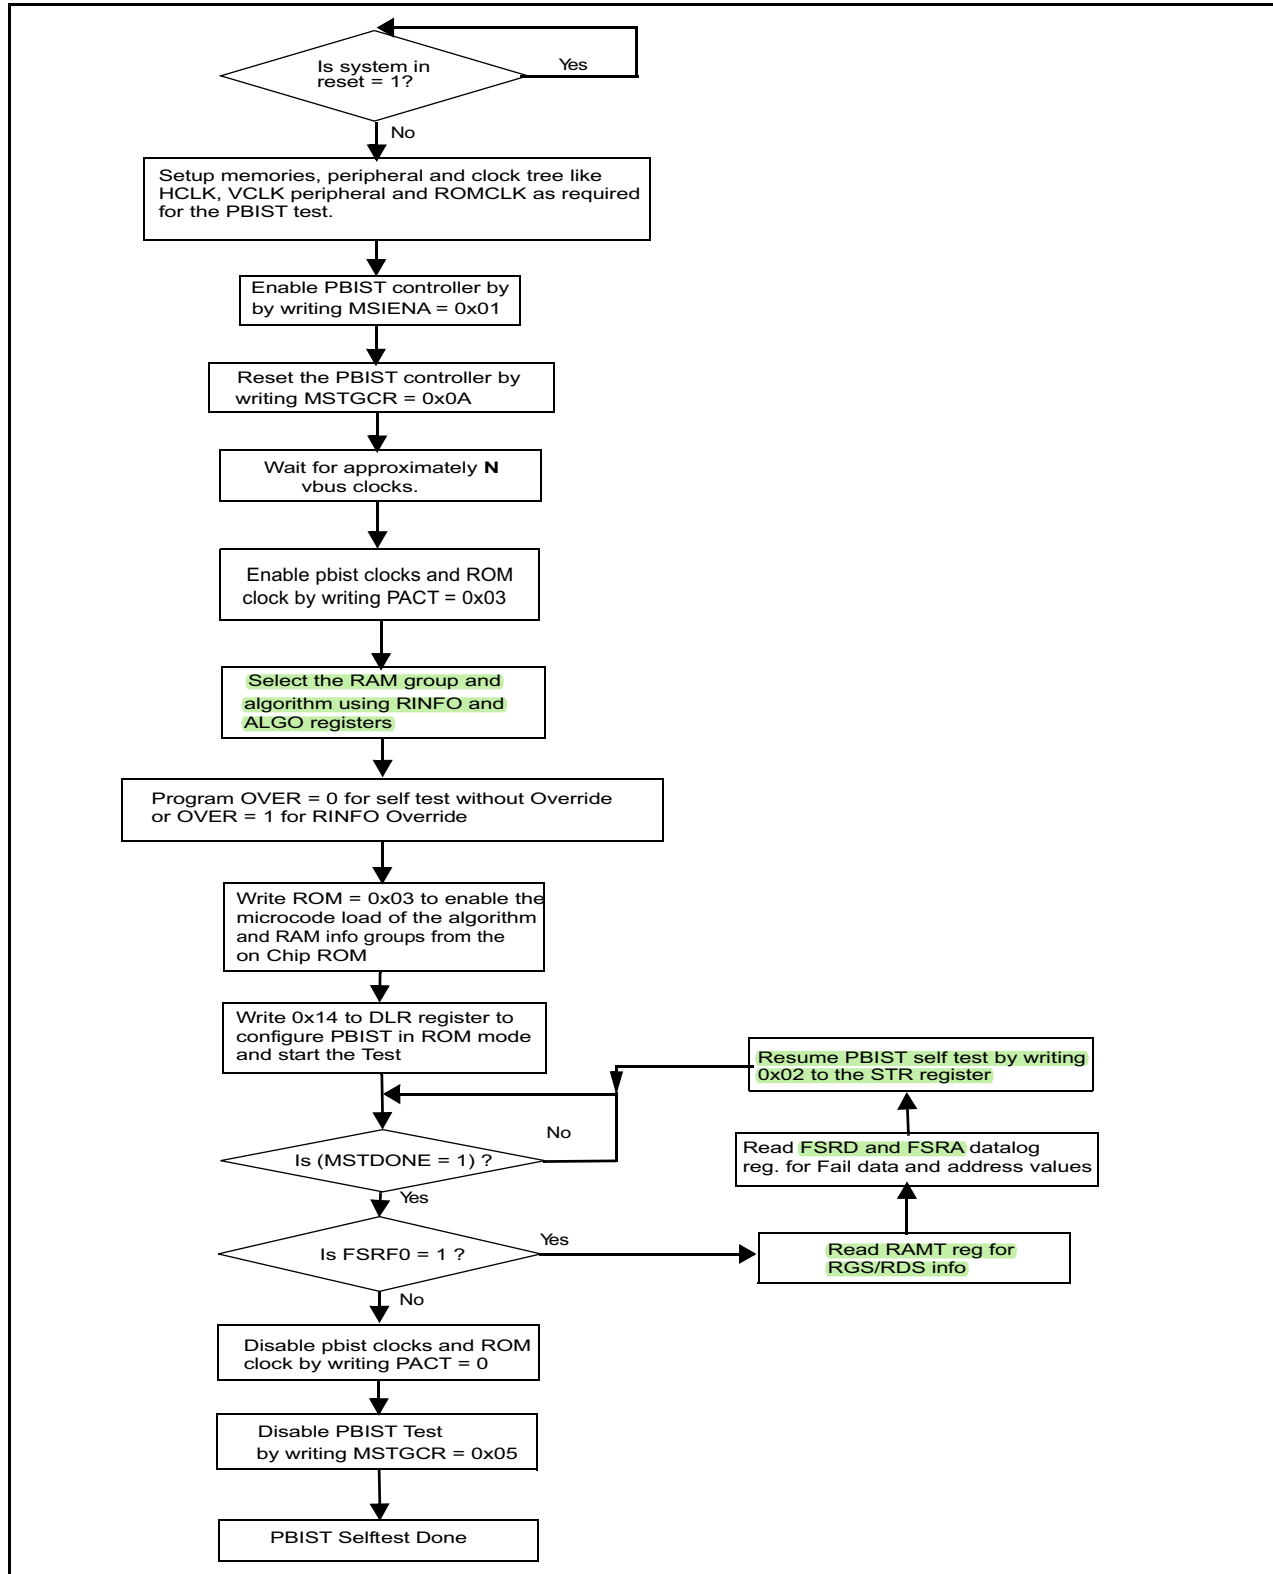 Is system in
reset = 1?
Yes
No
Setup memories, peripheral and clock tree like
HCLK, VCLK peripheral and ROMCLK as required
for the PBIST test.
Enable PBIST controller by
by writing MSIENA = 0x01
Reset the PBIST controller by
writing MSTGCR = 0x0A
Wait for approximately N
vbus clocks.
Enable pbist clocks and ROM
clock by writing PACT = 0x03
Select the RAM group and
algorithm using RINFO and
ALGO registers
Program OVER = 0 for self test without Override
or OVER = 1 for RINFO Override
Write ROM = 0x03 to enable the
microcode load of the algorithm
and RAM info groups from the
on Chip ROM
Write 0x14 to DLR register to
configure PBIST in ROM mode
and start the Test
Resume PBIST self test by writing
0x02 to the STR register
No
Is (MSTDONE = 1) ?
Read FSRD and FSRA datalog
reg. for Fail data and address values
Yes
Is FSRF0 = 1 ?
Yes
Read RAMT reg for
RGS/RDS info
No
Disable pbist clocks and ROM
clock by writing PACT = 0
Disable PBIST Test
by writing MSTGCR = 0x05
PBIST Selftest Done